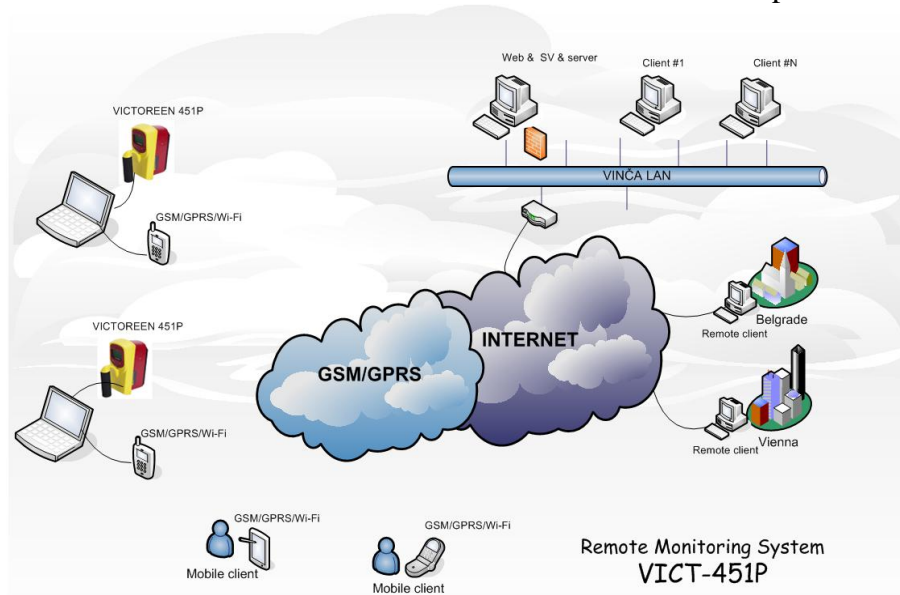 Web & SV & server
Client #1
Client #N
VICTOREEN 451P
VINČA LAN
GSM/GPRS/Wi-Fi
Belgrade
Remote client
VICTOREEN 451P
INTERNET
GSM/GPRS
GSM/GPRS/Wi-Fi
Vienna
Remote client
GSM/GPRS/Wi-Fi
GSM/GPRS/Wi-Fi
Mobile client
Mobile client
Remote Monitoring System
VICT-451P